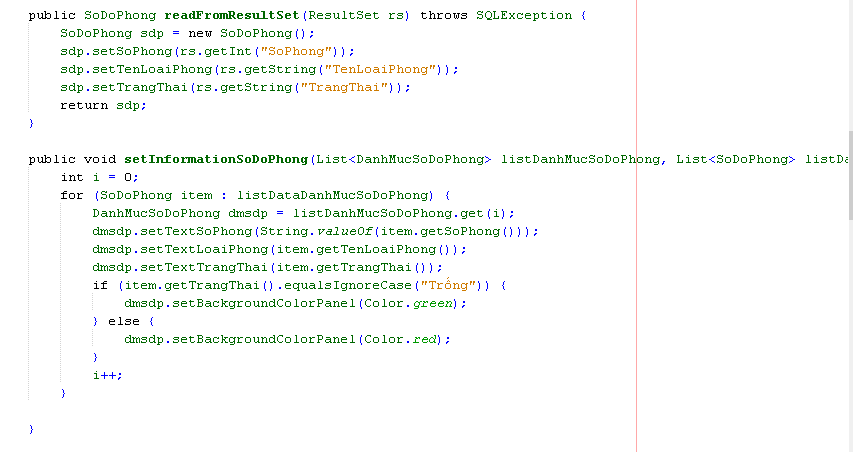 public SoDoPhong readFromResultSet(ResultSet rs) throws SQLException {
SoDoPhong sdp = new SoDoPhong();
sdp.setSoPhong(rs.getInt("SoPhong"));
sdp.setTenLoaiPhong(rs.getString("TenLoaiPhong"));
sdp.setTrangThai(rs.getString("TrangThai"));
return sdp;
}
public void setInformationSoDoPhong(List<DanhMucSoDoPhong> listDanhMucSoDoPhong, List<SoDoPhong> listDa
int i = 0;
for (SoDoPhong item : listDataDanhMucSoDoPhong) {
DanhMucSoDoPhong dmsdp = listDanhMucSoDoPhong.get(i);
dmsdp.setTextSoPhong(String.valueOf(item.getSoPhong()));
dmsdp.setTextLoaiPhong(item.getTenLoaiPhong());
dmsdp.setTextTrangThai(item.getTrangThai());
if (item.getTrangThai().equalsIgnoreCase("Trống")) {
dmsdp.setBackgroundColorPanel(Color.green);
} else {
dmsdp.setBackgroundColorPanel(Color.red);
}
i++;
}
}